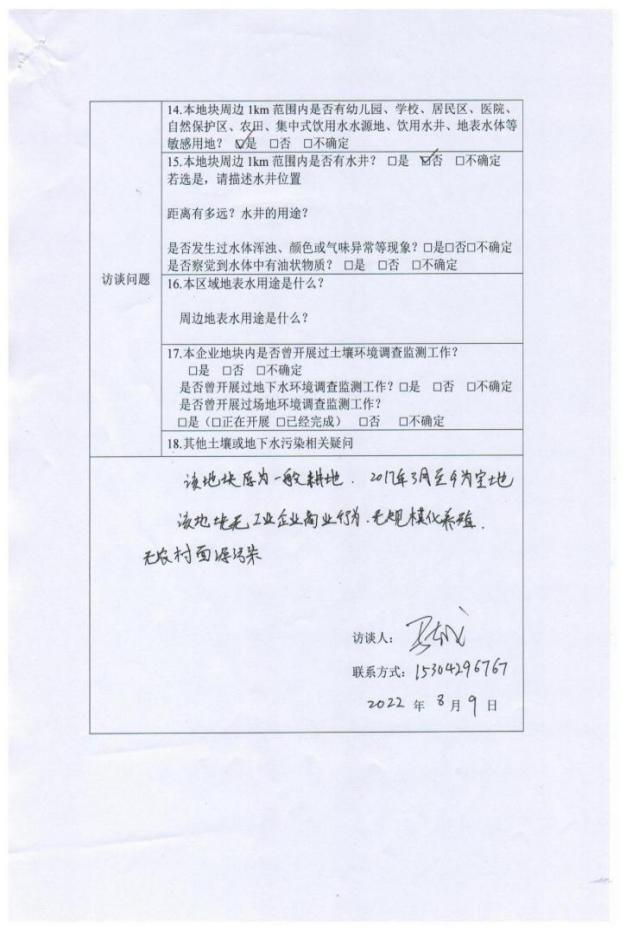 14.本地块周边 1km 范围内是否有幼儿园、学校、居民区、医院、
自然保护区、农田、集中式饮用水水源地、饮用水井、地表水体等
敏感用地？ ☑是 □否 □不确定
15.本地块周边 1km 范围内是否有水井？ □是 ☑否 □不确定
若选是，请描述水井位置
距离有多远？水井的用途？
是否发生过水体浑浊、颜色或气味异常等现象？□是□否□不确定
是否察觉到水体中有油状物质？ □是 □否 □不确定
访谈问题
16.本区域地表水用途是什么？
周边地表水用途是什么？
17.本企业地块内是否曾开展过土壤环境调查监测工作？
□是 □否 □不确定
是否曾开展过地下水环境调查监测工作？□是 □否 □不确定
是否曾开展过场地环境调查监测工作？
□是（□正在开展 □已经完成） □否 □不确定
18.其他土壤或地下水污染相关疑问
该地块原为一般耕地. 2017年3月至今为空地
该地块无工业企业商业行为.无规模化养殖.
无农村面源污染
访谈人：
联系方式：15304296767
2022 年 8 月 9 日